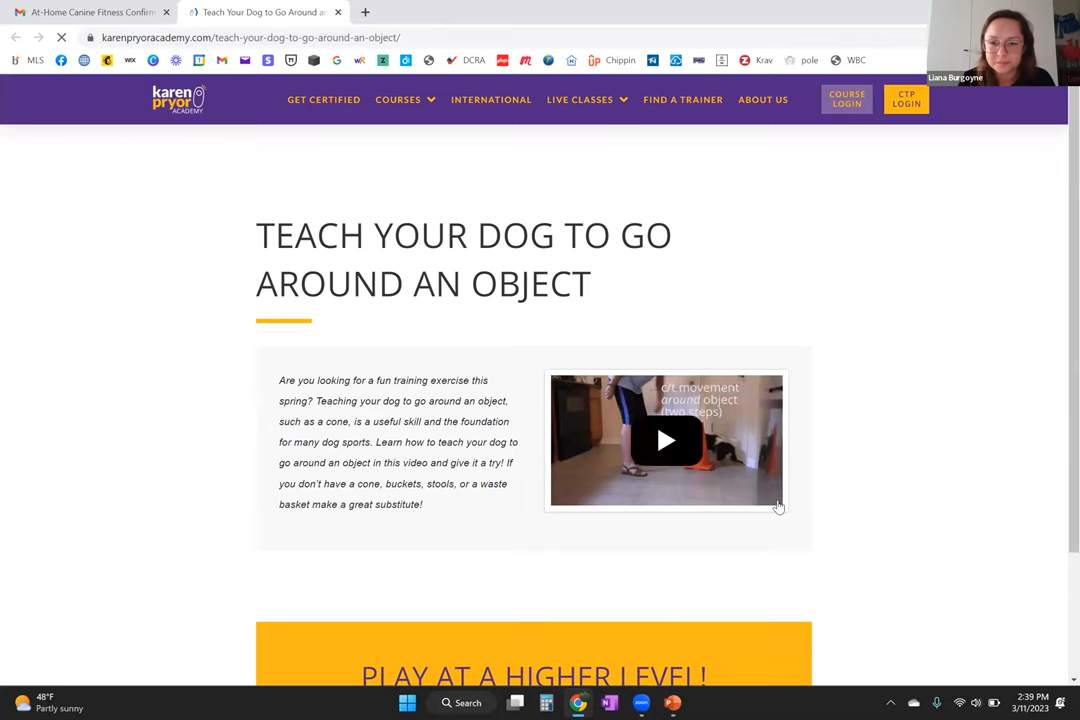 At-Home Canine Fitness Confirm
Teach Your Dog to Go Around an
karenpryoracademy.com/teach-your-dog-to-go-around-an-object/
MLS
WIX
DCRA
Chippin
Krav
pole
WBC
Liana Burgoyne
karen
pryor
ACADEMY
GET CERTIFIED
COURSES
INTERNATIONAL
LIVE CLASSES
FIND A TRAINER
ABOUT US
COURSE
LOGIN
CTP
LOGIN
TEACH YOUR DOG TO GO
AROUND AN OBJECT
Are you looking for a fun training exercise this
spring? Teaching your dog to go around an object,
such as a cone, is a useful skill and the foundation
for many dog sports. Learn how to teach your dog to
go around an object in this video and give it a try! If
you don't have a cone, buckets, stools, or a waste
basket make a great substitute!
c/t movement
around object
(two steps)
PLAY AT A HIGHER LEVEL!
48°F
Partly sunny
Search
2:39 PM
3/11/2023